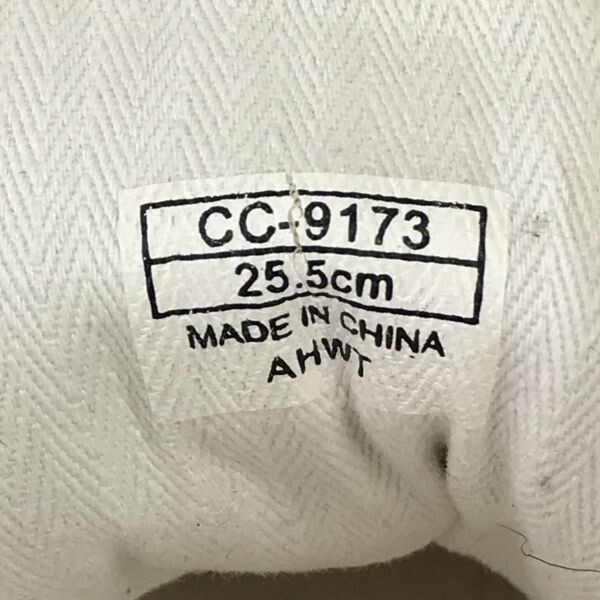 CC-9173
25.5cm
MADE IN CHINA
AHWT